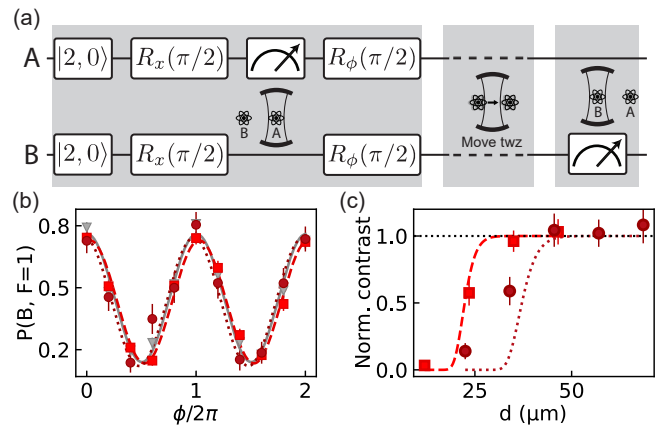 (a)
A |2,0⟩ R_x(π/2) R_ϕ(π/2)
B A
Move twz
B A
B |2,0⟩ R_x(π/2) R_ϕ(π/2)
(b)
P(B, F=1)
0.8
0.5
0.2
0 1 2
ϕ/2π
(c)
Norm. contrast
1.0
0.5
0.0
25 50
d (μm)